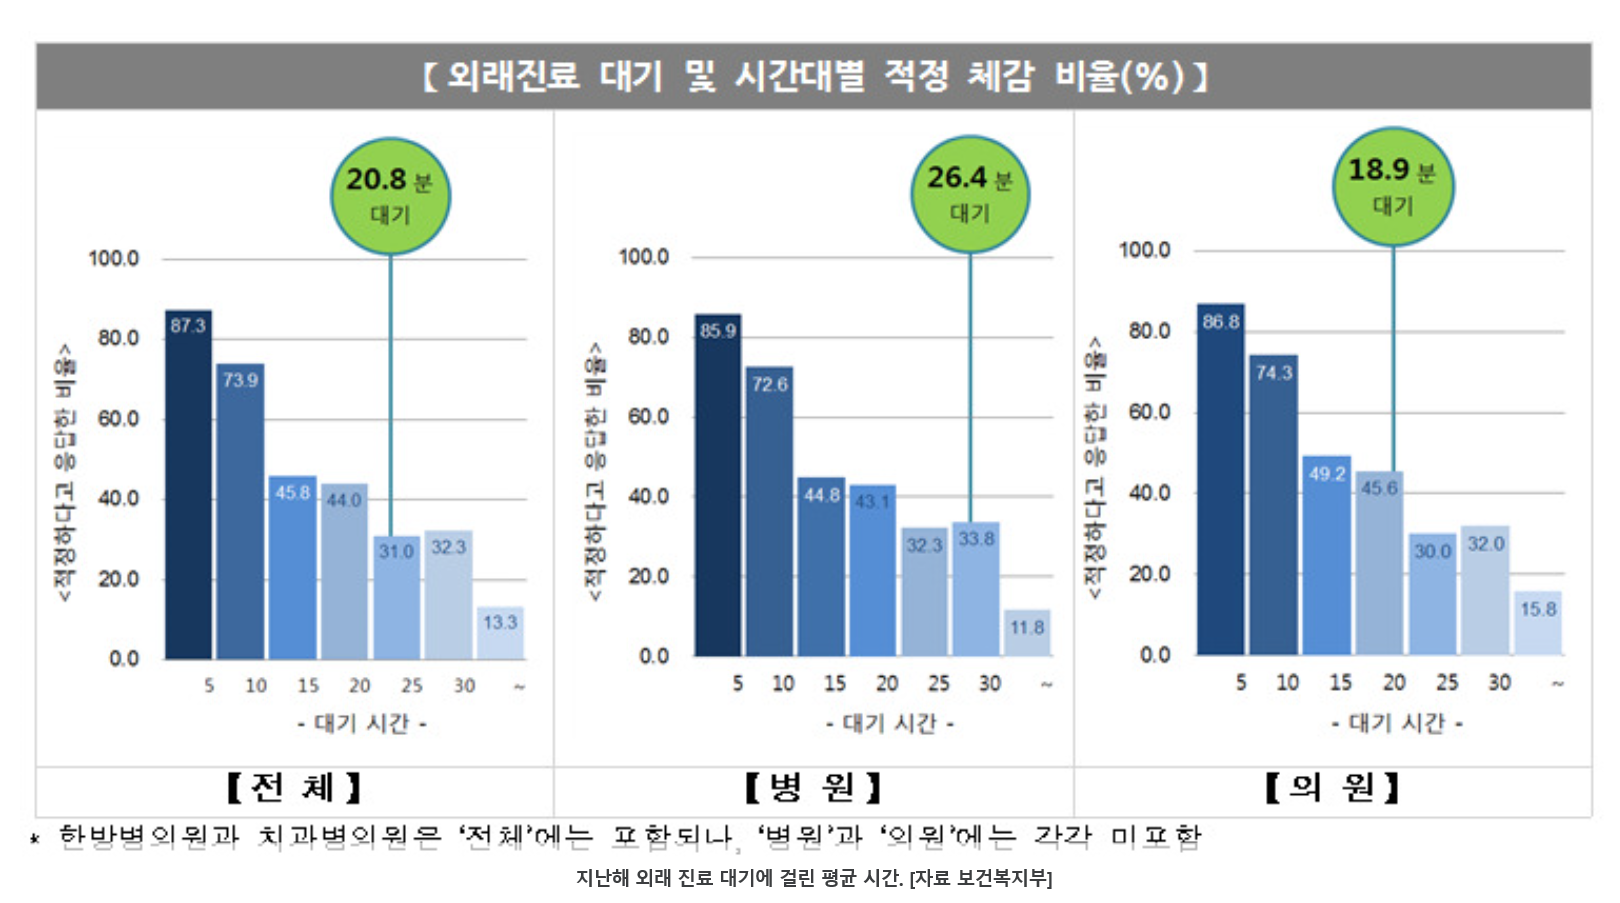 【외래진료 대기 및 시간대별 적정 체감 비율(%)】
20.8 분
대기
<적정하다고 응답한 비율>
100.0
80.0
60.0
40.0
20.0
0.0
87.3
73.9
45.8
44.0
31.0
32.3
13.3
5 10 15 20 25 30 ~
- 대기 시간 -
【전 체】
26.4 분
대기
<적정하다고 응답한 비율>
100.0
80.0
60.0
40.0
20.0
0.0
85.9
72.6
44.8
43.1
32.3
33.8
11.8
5 10 15 20 25 30 ~
- 대기 시간 -
【병 원】
18.9 분
대기
<적정하다고 응답한 비율>
100.0
80.0
60.0
40.0
20.0
0.0
86.8
74.3
49.2
45.6
30.0
32.0
15.8
5 10 15 20 25 30 ~
- 대기 시간 -
【의 원】
* 한방병의원과 치과병의원은 ‘전체’에는 포함되나, ‘병원’과 ‘의원’에는 각각 미포함
지난해 외래 진료 대기에 걸린 평균 시간. [자료 보건복지부]